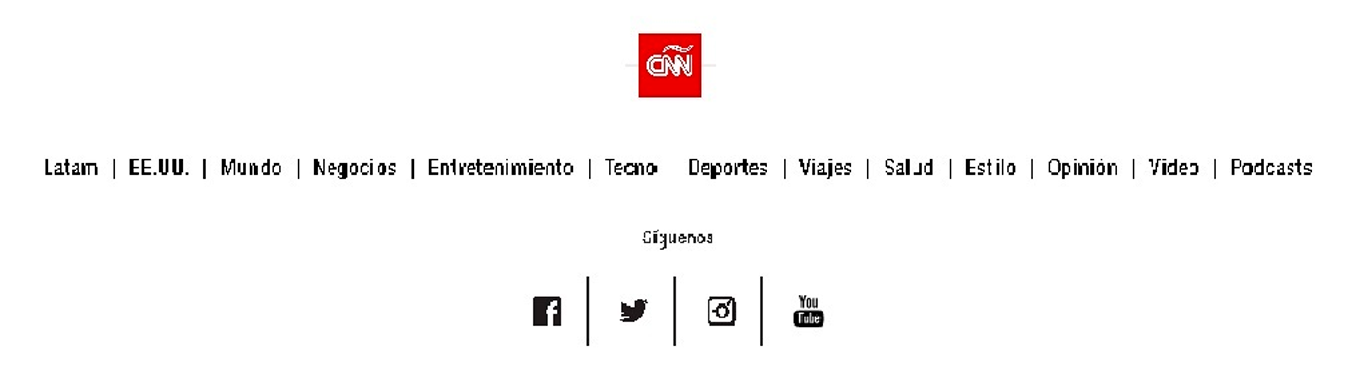 CNN
Latam | EE.UU. | Mundo | Negocios | Entretenimiento | Tecno Deportes | Viajes | Salud | Estilo | Opinión | Video | Podcasts
Síguenos
You
Tube